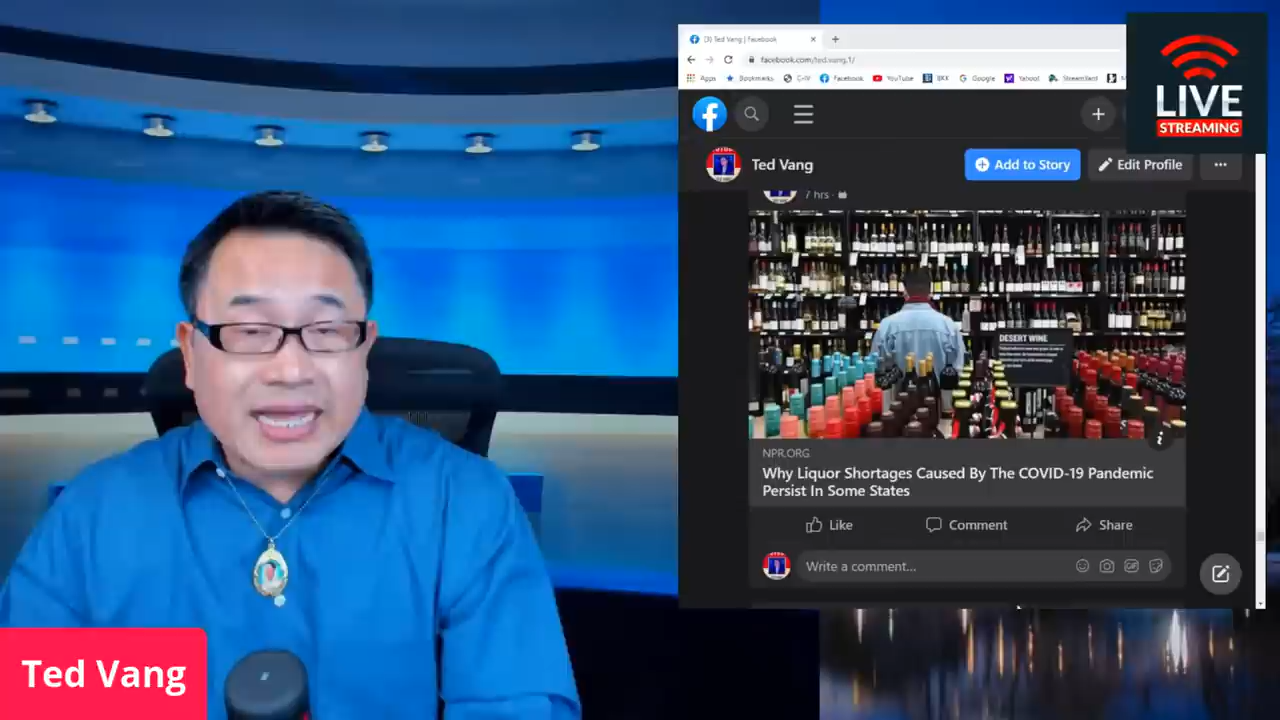 Ted Vang | Facebook
facebook.com/ted.vang.1/
Apps Bookmarks Facebook YouTube Google Yahoo!
LIVE
STREAMING
Ted Vang
Add to Story
Edit Profile
7 hrs
DESERT WINE
NPR.ORG
Why Liquor Shortages Caused By The COVID-19 Pandemic
Persist In Some States
Like
Comment
Share
Write a comment...
GIF
Ted Vang